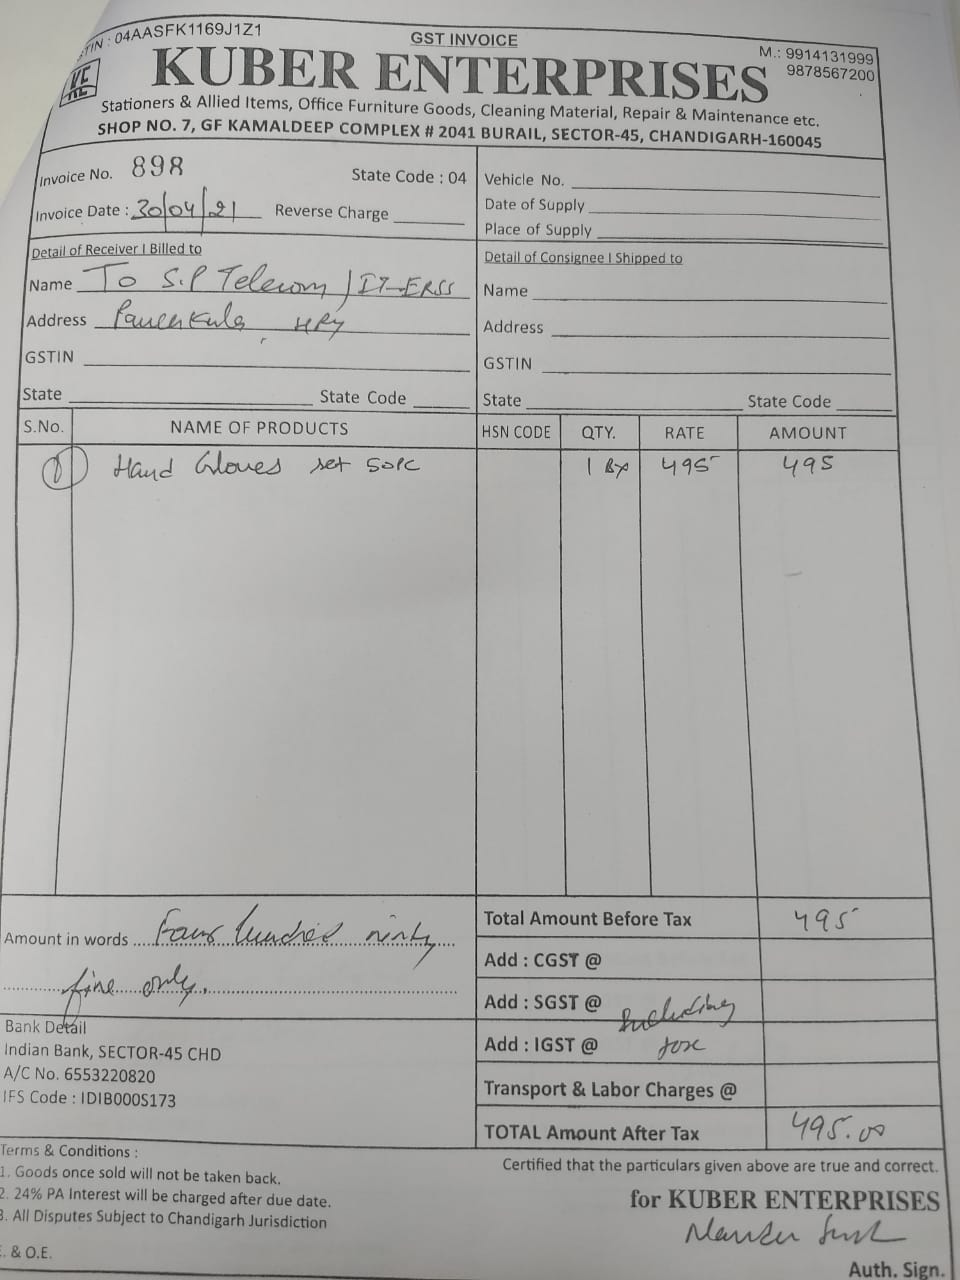 GSTIN : 04AASFK1169J1Z1
GST INVOICE
M.: 9914131999
9878567200
KE
KUBER ENTERPRISES
Stationers & Allied Items, Office Furniture Goods, Cleaning Material, Repair & Maintenance etc.
SHOP NO. 7, GF KAMALDEEP COMPLEX # 2041 BURAIL, SECTOR-45, CHANDIGARH-160045
Invoice No. 898 State Code : 04
Invoice Date : 30/04/21 Reverse Charge
Vehicle No.
Date of Supply
Place of Supply
Detail of Receiver I Billed to
Name To S.P Telecom / IT-ERSS
Address Panchkula HRY
GSTIN
State State Code
Detail of Consignee I Shipped to
Name
Address
GSTIN
State State Code
S.No. NAME OF PRODUCTS HSN CODE QTY. RATE AMOUNT
1 Hand Gloves set 50PC 1 Bx 495 495
Amount in words Four hundred ninty
five only.
Total Amount Before Tax 495
Add : CGST @
Add : SGST @ Including
Add : IGST @ tax
Transport & Labor Charges @
TOTAL Amount After Tax 495.00
Bank Detail
Indian Bank, SECTOR-45 CHD
A/C No. 6553220820
IFS Code : IDIB000S173
Terms & Conditions :
1. Goods once sold will not be taken back.
2. 24% PA Interest will be charged after due date.
3. All Disputes Subject to Chandigarh Jurisdiction
E. & O.E.
Certified that the particulars given above are true and correct.
for KUBER ENTERPRISES
Auth. Sign.